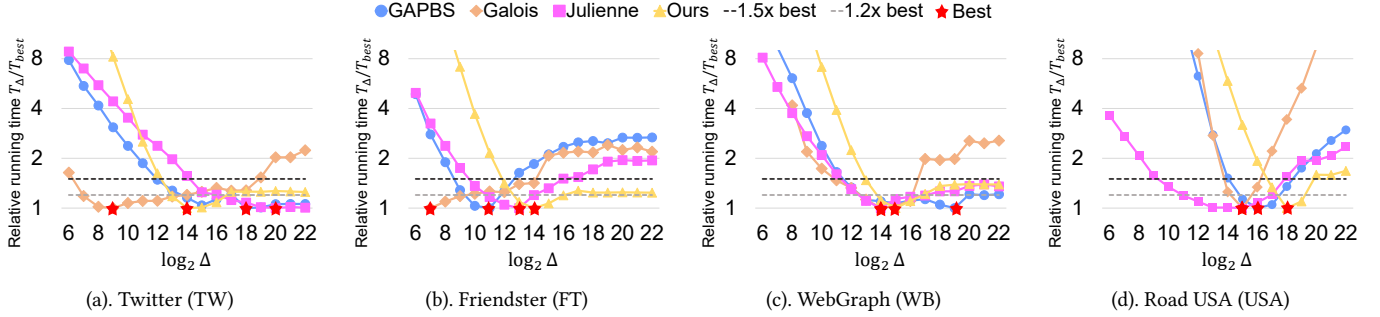 GAPBS Galois Julienne Ours --1.5x best --1.2x best Best
Relative running time T_Δ/T_best
8
4
2
1
6 8 10 12 14 16 18 20 22
log₂ Δ
(a). Twitter (TW)
Relative running time T_Δ/T_best
8
4
2
1
6 8 10 12 14 16 18 20 22
log₂ Δ
(b). Friendster (FT)
Relative running time T_Δ/T_best
8
4
2
1
6 8 10 12 14 16 18 20 22
log₂ Δ
(c). WebGraph (WB)
Relative running time T_Δ/T_best
8
4
2
1
6 8 10 12 14 16 18 20 22
log₂ Δ
(d). Road USA (USA)